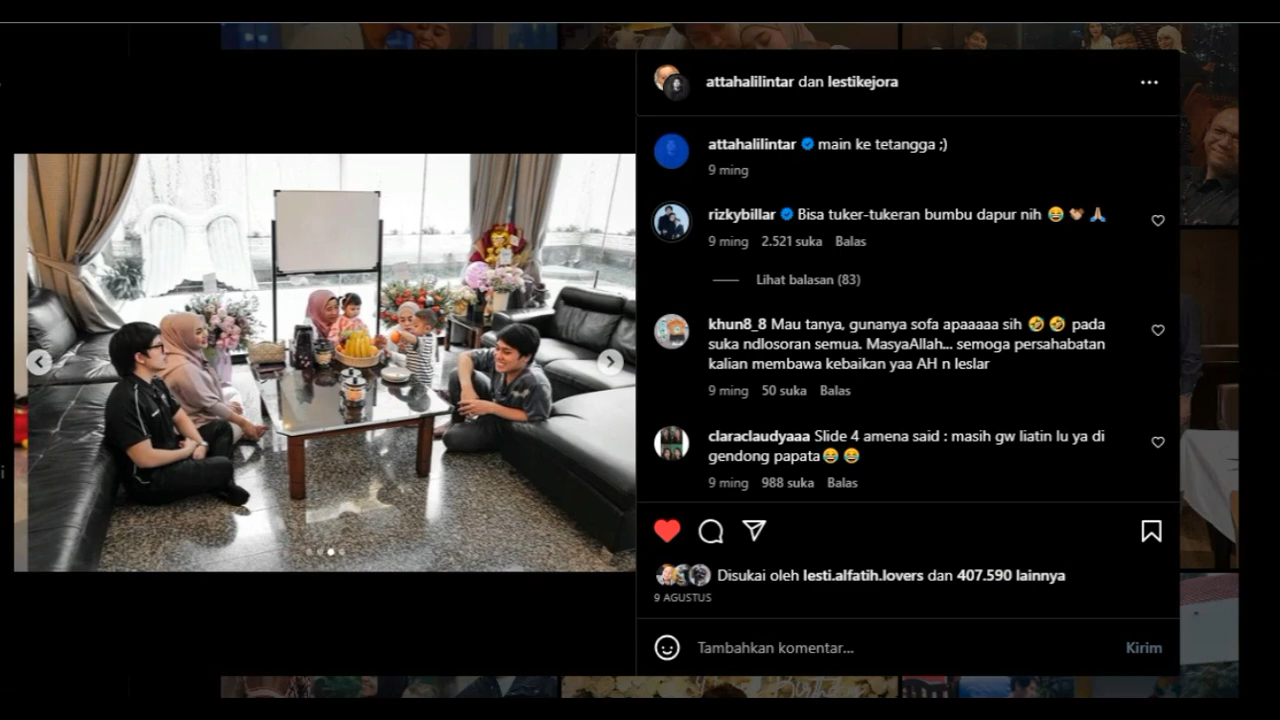 attahalilintar dan lestikejora
attahalilintar main ke tetangga ;)
9 ming
rizkybillar Bisa tuker-tukeran bumbu dapur nih 😂 🤝🏽 🙏🏼
9 ming 2.521 suka Balas
Lihat balasan (83)
khun8_8 Mau tanya, gunanya sofa apaaaaa sih 🤣 🤣 pada
suka ndlosoran semua. MasyaAllah... semoga persahabatan
kalian membawa kebaikan yaa AH n leslar
9 ming 50 suka Balas
claraclaudyaaa Slide 4 amena said : masih gw liatin lu ya di
gendong papata😂 😂
9 ming 988 suka Balas
Disukai oleh lesti.alfatih.lovers dan 407.590 lainnya
9 AGUSTUS
Tambahkan komentar...
Kirim